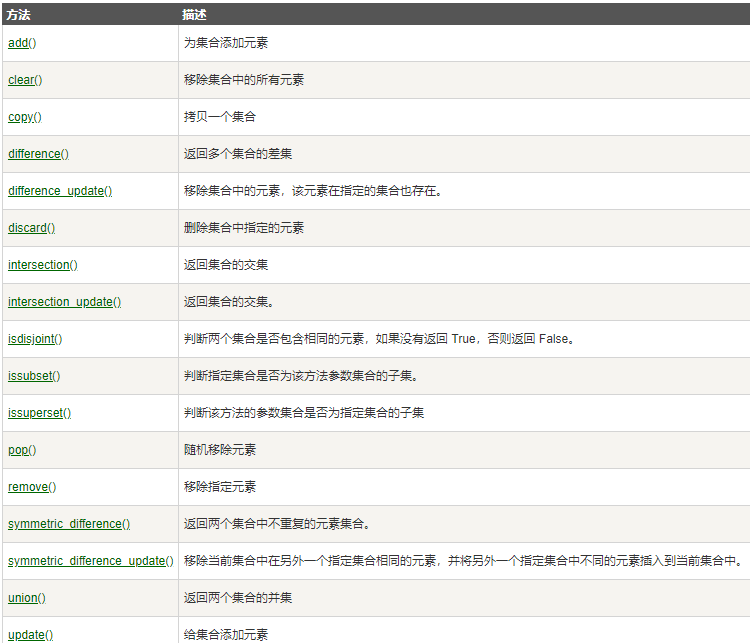 方法 描述
add() 为集合添加元素
clear() 移除集合中的所有元素
copy() 拷贝一个集合
difference() 返回多个集合的差集
difference_update() 移除集合中的元素，该元素在指定的集合也存在。
discard() 删除集合中指定的元素
intersection() 返回集合的交集
intersection_update() 返回集合的交集。
isdisjoint() 判断两个集合是否包含相同的元素，如果没有返回 True，否则返回 False。
issubset() 判断指定集合是否为该方法参数集合的子集。
issuperset() 判断该方法的参数集合是否为指定集合的子集
pop() 随机移除元素
remove() 移除指定元素
symmetric_difference() 返回两个集合中不重复的元素集合。
symmetric_difference_update() 移除当前集合中在另外一个指定集合相同的元素，并将另外一个指定集合中不同的元素插入到当前集合中。
union() 返回两个集合的并集
update() 给集合添加元素